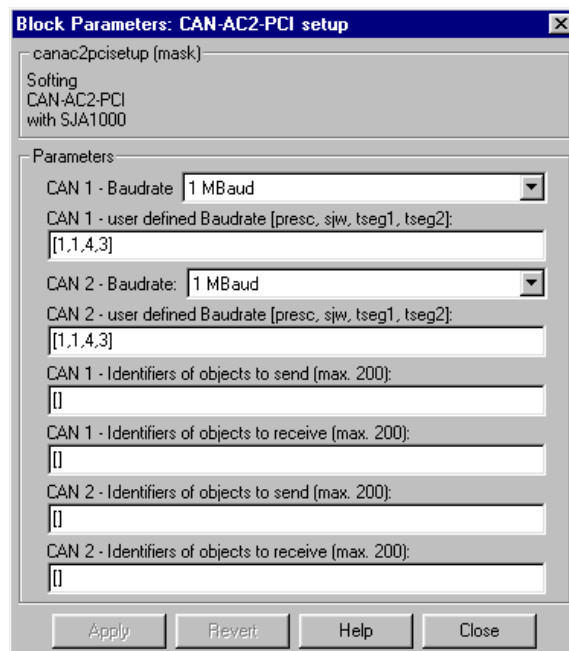 Block Parameters: CAN-AC2-PCI setup
canac2pcisetup (mask)
Softing
CAN-AC2-PCI
with SJA1000
Parameters
CAN 1 - Baudrate 1 MBaud
CAN 1 - user defined Baudrate [presc, sjw, tseg1, tseg2]:
[1,1,4,3]
CAN 2 - Baudrate: 1 MBaud
CAN 2 - user defined Baudrate [presc, sjw, tseg1, tseg2]:
[1,1,4,3]
CAN 1 - Identifiers of objects to send (max. 200):
[]
CAN 1 - Identifiers of objects to receive (max. 200):
[]
CAN 2 - Identifiers of objects to send (max. 200):
[]
CAN 2 - Identifiers of objects to receive (max. 200):
[]
Apply Revert Help Close